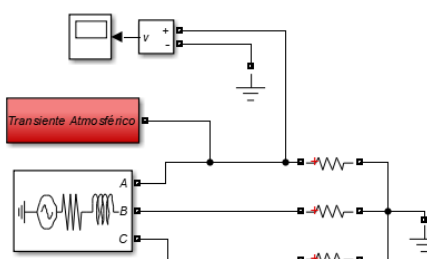 v
+
-
Transiente Atmosférico
A
B
C
+
+
+